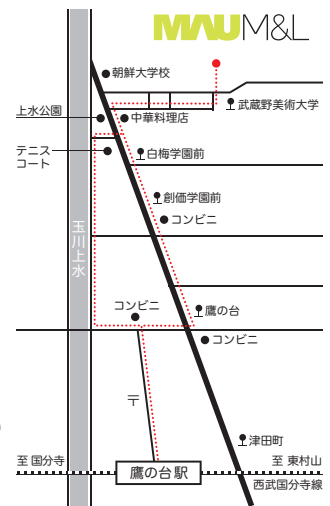 MAU M&L
朝鮮大学校
武蔵野美術大学
上水公園
中華料理店
テニス
コート
白梅学園前
創価学園前
コンビニ
玉川上水
コンビニ
鷹の台
コンビニ
〒
津田町
至 国分寺
鷹の台駅
至 東村山
西武国分寺線